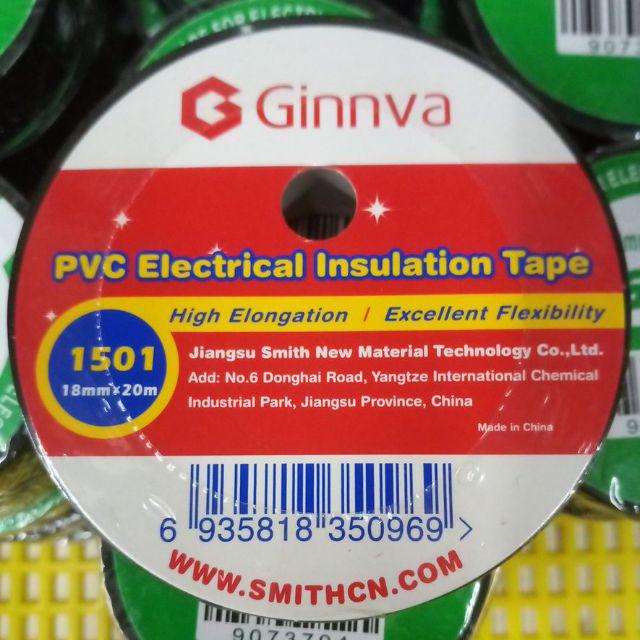 Ginnva
PVC Electrical Insulation Tape
High Elongation / Excellent Flexibility
1501
18mm×20m
Jiangsu Smith New Material Technology Co.,Ltd.
Add: No.6 Donghai Road, Yangtze International Chemical
Industrial Park, Jiangsu Province, China
Made in China
6 935818 350969 >
WWW.SMITHCN.COM
9073704